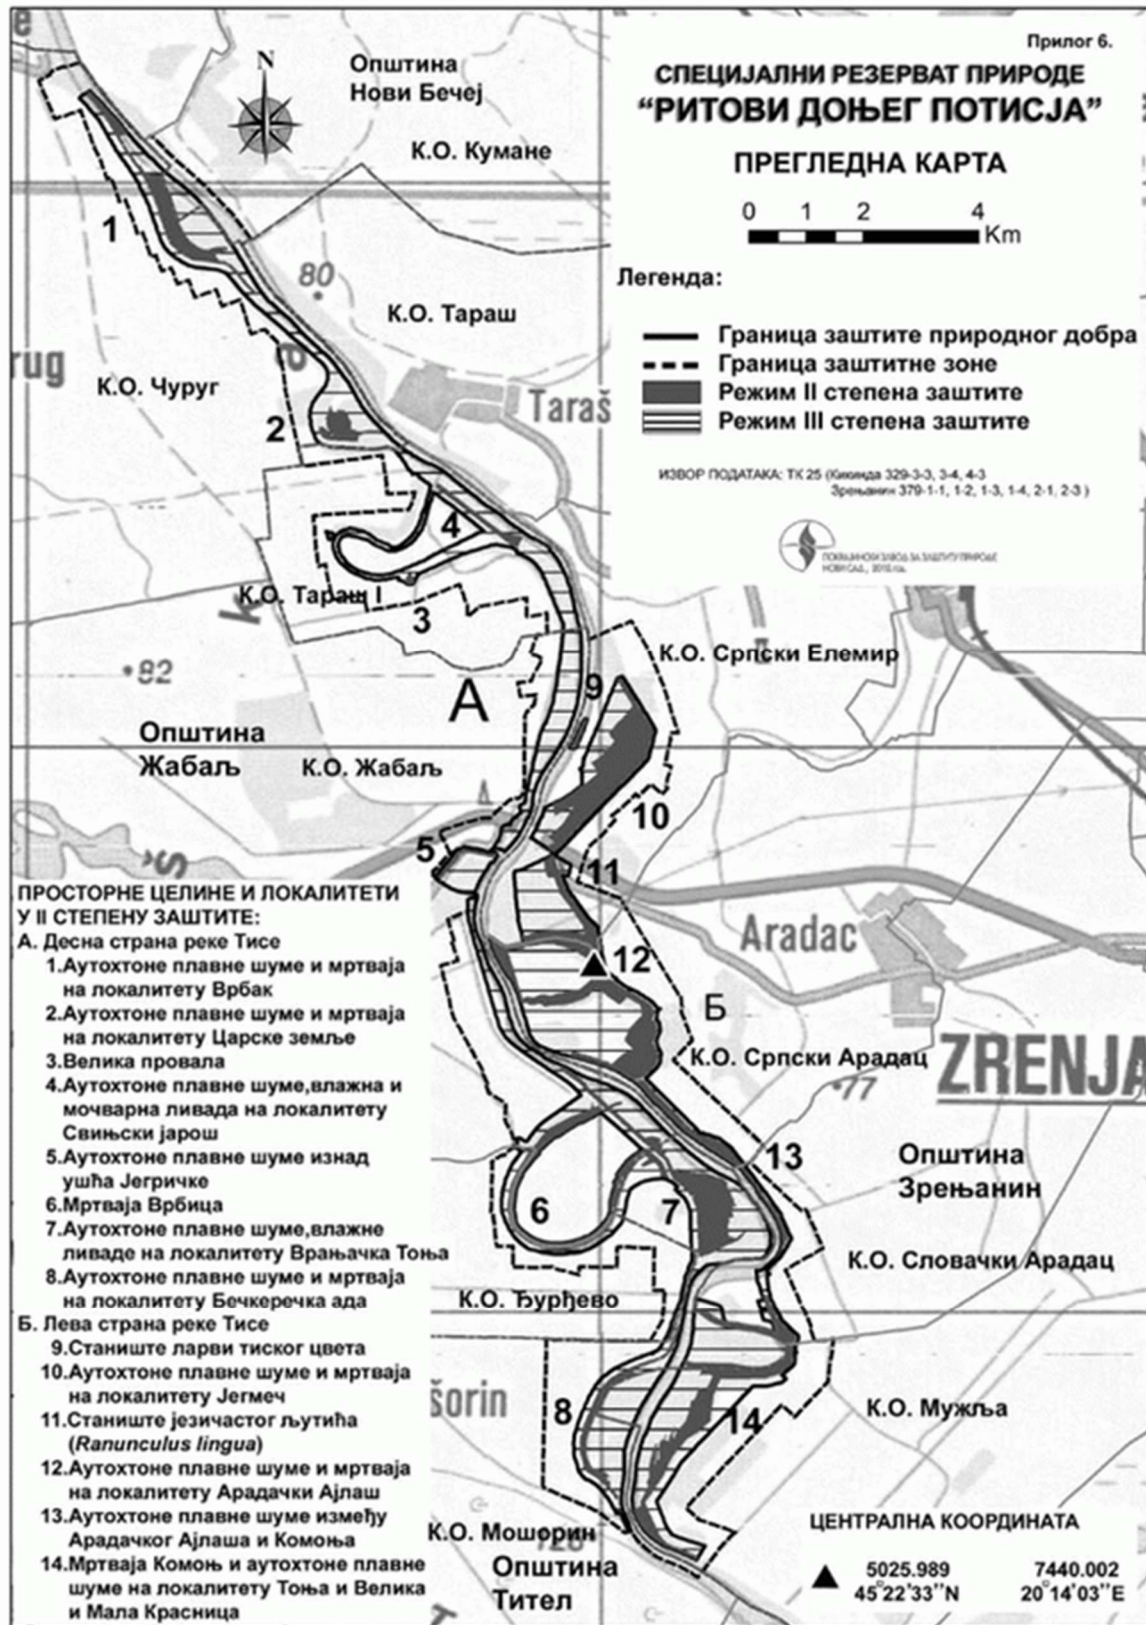 Прилог 6.
СПЕЦИЈАЛНИ РЕЗЕРВАТ ПРИРОДЕ
“РИТОВИ ДОЊЕГ ПОТИСЈА”
ПРЕГЛЕДНА КАРТА
0 1 2 4
Km
Легенда:
Граница заштите природног добра
Граница заштитне зоне
Режим II степена заштите
Режим III степена заштите
ИЗВОР ПОДАТАКА: ТК 25 (Кикинда 329-3-3, 3-4, 4-3
Зрењанин 379-1-1, 1-2, 1-3, 1-4, 2-1, 2-3 )
ПОКРАЈИНСКИ ЗАВОД ЗА ЗАШТИТУ ПРИРОДЕ
НОВИ САД, 2010. год.
N
Општина
Нови Бечеј
К.О. Кумане
1
80
К.О. Тараш
rug
К.О. Чуруг
Taraš
2
4
К.О. Тараш I
3
К.О. Српски Елемир
82
А
9
Општина
Жабаљ
К.О. Жабаљ
10
5
11
Aradac
12
Б
К.О. Српски Арадац
77
ZRENJA
13
Општина
Зрењанин
6
7
К.О. Словачки Арадац
К.О. Ђурђево
šorin
8
14
К.О. Мужља
К.О. Мошорин
128
Општина
Тител
ПРОСТОРНЕ ЦЕЛИНЕ И ЛОКАЛИТЕТИ
У II СТЕПЕНУ ЗАШТИТЕ:
А. Десна страна реке Тисе
1.Аутохтоне плавне шуме и мртваја
на локалитету Врбак
2.Аутохтоне плавне шуме и мртваја
на локалитету Царске земље
3.Велика провала
4.Аутохтоне плавне шуме,влажна и
мочварна ливада на локалитету
Свињски јарош
5.Аутохтоне плавне шуме изнад
ушћа Јегричке
6.Мртваја Врбица
7.Аутохтоне плавне шуме,влажне
ливаде на локалитету Врањачка Тоња
8.Аутохтоне плавне шуме и мртваја
на локалитету Бечкеречка ада
Б. Лева страна реке Тисе
9.Станиште ларви тиског цвета
10.Аутохтоне плавне шуме и мртваја
на локалитету Јегмеч
11.Станиште језичастог љутића
(Ranunculus lingua)
12.Аутохтоне плавне шуме и мртваја
на локалитету Арадачки Ајлаш
13.Аутохтоне плавне шуме између
Арадачког Ајлаша и Комоња
14.Мртваја Комоњ и аутохтоне плавне
шуме на локалитету Тоња и Велика
и Мала Красница
ЦЕНТРАЛНА КООРДИНАТА
5025.989 7440.002
45°22'33''N 20°14'03''E